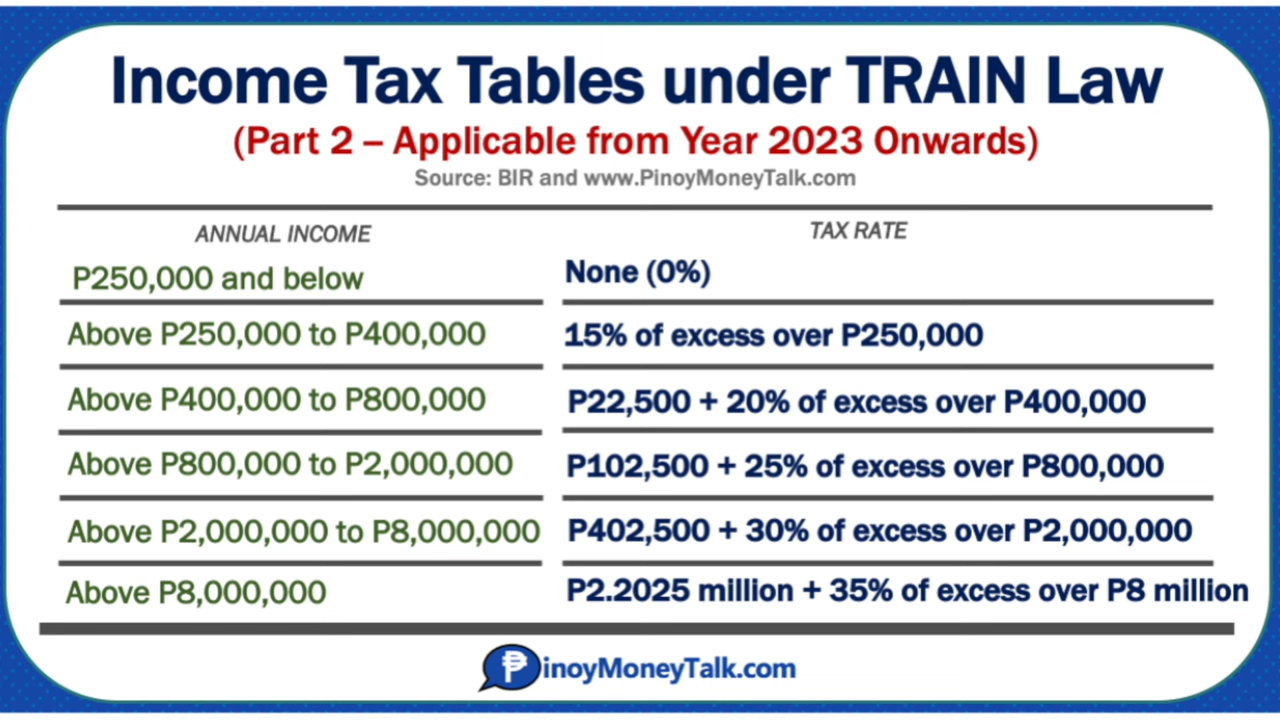 Income Tax Tables under TRAIN Law
(Part 2 – Applicable from Year 2023 Onwards)
Source: BIR and www.PinoyMoneyTalk.com
ANNUAL INCOME TAX RATE
P250,000 and below None (0%)
Above P250,000 to P400,000 15% of excess over P250,000
Above P400,000 to P800,000 P22,500 + 20% of excess over P400,000
Above P800,000 to P2,000,000 P102,500 + 25% of excess over P800,000
Above P2,000,000 to P8,000,000 P402,500 + 30% of excess over P2,000,000
Above P8,000,000 P2.2025 million + 35% of excess over P8 million
PinoyMoneyTalk.com